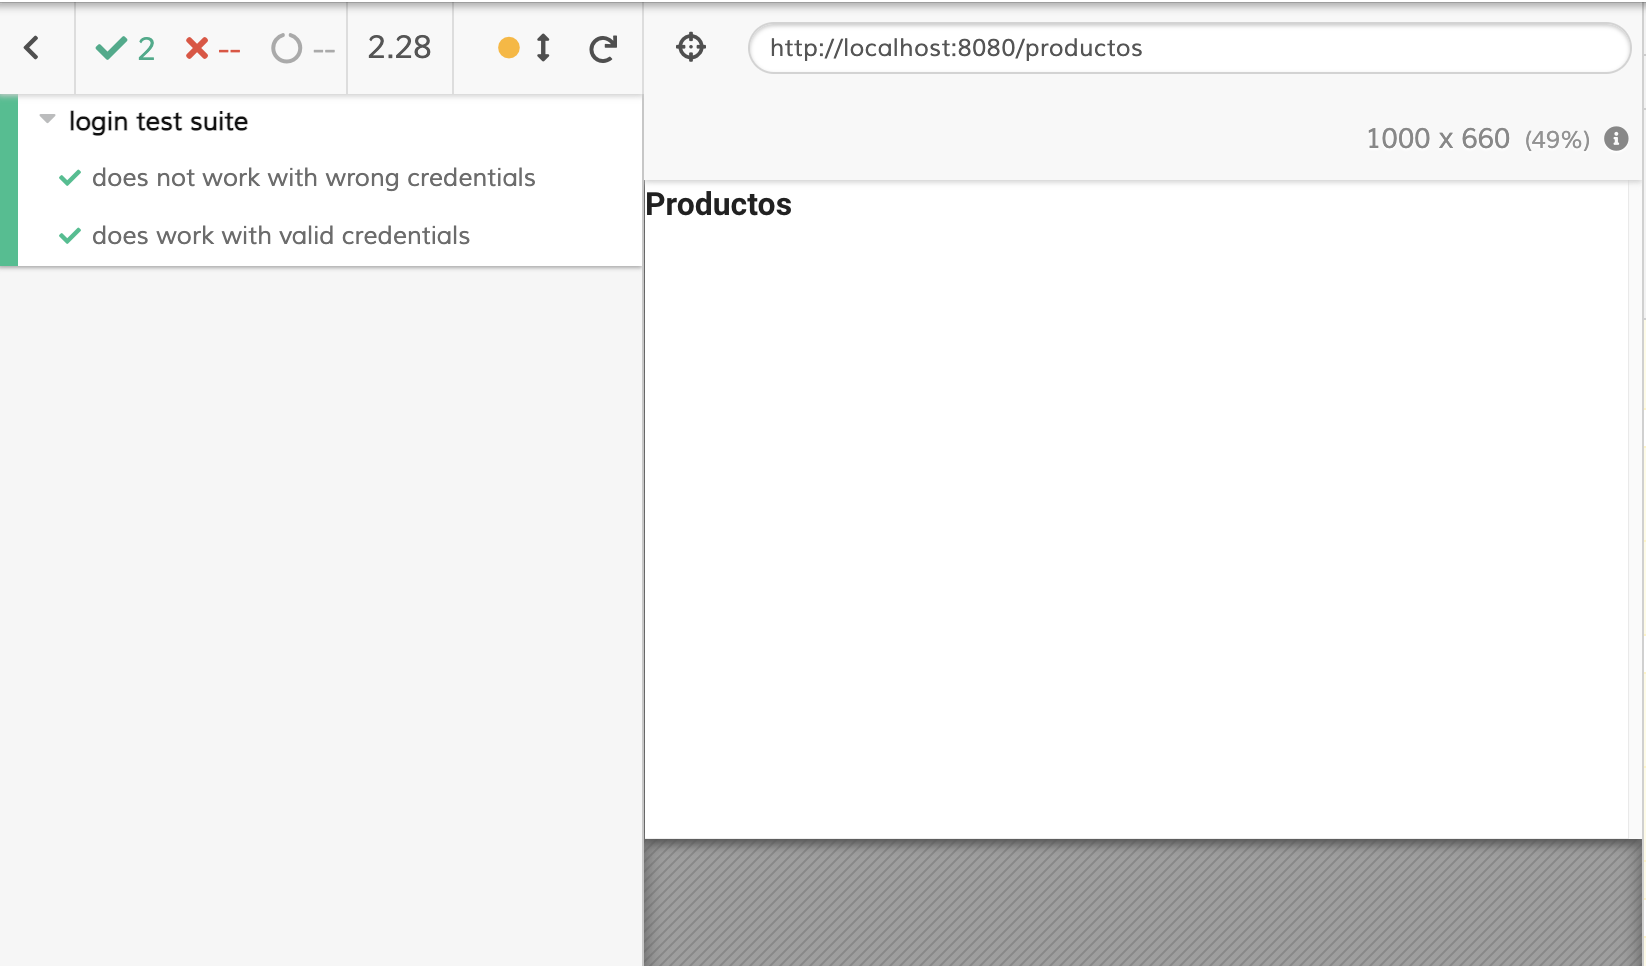 2 -- -- 2.28
http://localhost:8080/productos
login test suite
does not work with wrong credentials
does work with valid credentials
1000 x 660 (49%)
Productos